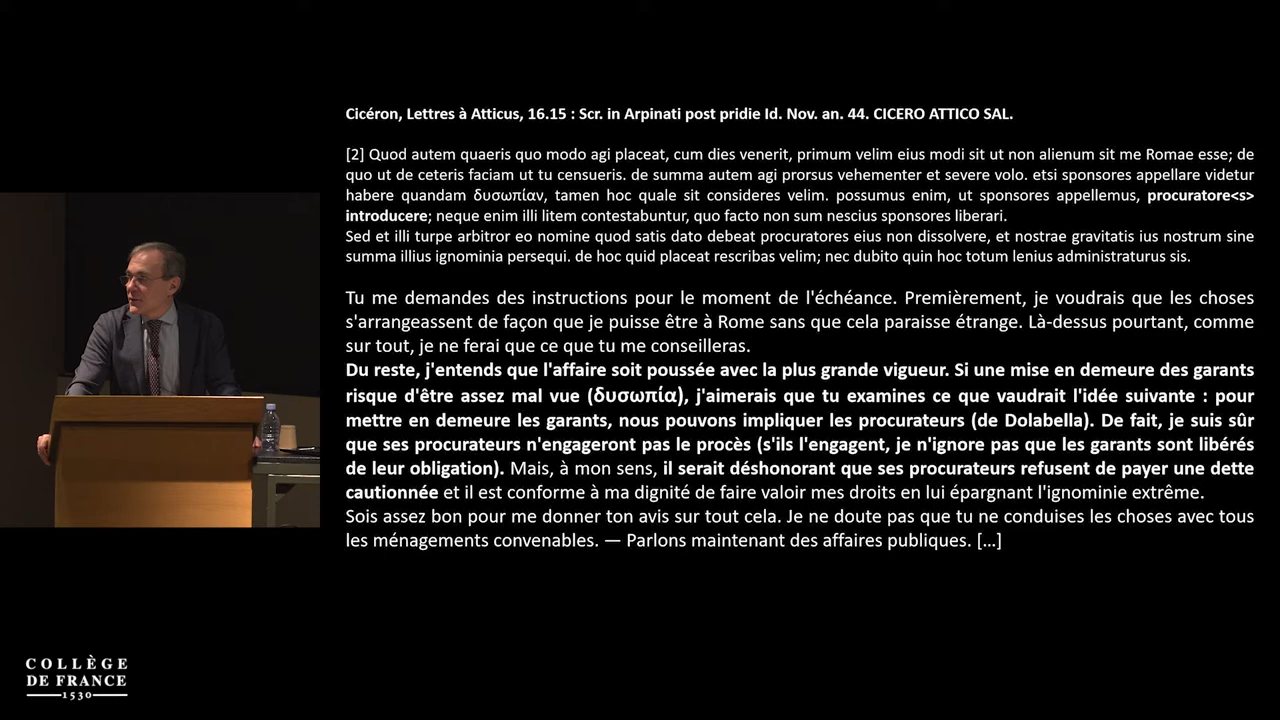 Cicéron, Lettres à Atticus, 16.15 : Scr. in Arpinati post pridie Id. Nov. an. 44. CICERO ATTICO SAL.
[2] Quod autem quaeris quo modo agi placeat, cum dies venerit, primum velim eius modi sit ut non alienum sit me Romae esse; de
quo ut de ceteris faciam ut tu censueris. de summa autem agi prorsus vehementer et severe volo. etsi sponsores appellare videtur
habere quandam δυσωπίαν, tamen hoc quale sit consideres velim. possumus enim, ut sponsores appellemus, procuratore<s>
introducere; neque enim illi litem contestabuntur, quo facto non sum nescius sponsores liberari.
Sed et illi turpe arbitror eo nomine quod satis dato debeat procuratores eius non dissolvere, et nostrae gravitatis ius nostrum sine
summa illius ignominia persequi. de hoc quid placeat rescribas velim; nec dubito quin hoc totum lenius administraturus sis.
Tu me demandes des instructions pour le moment de l'échéance. Premièrement, je voudrais que les choses
s'arrangeassent de façon que je puisse être à Rome sans que cela paraisse étrange. Là-dessus pourtant, comme
sur tout, je ne ferai que ce que tu me conseilleras.
Du reste, j'entends que l'affaire soit poussée avec la plus grande vigueur. Si une mise en demeure des garants
risque d'être assez mal vue (δυσωπία), j'aimerais que tu examines ce que vaudrait l'idée suivante : pour
mettre en demeure les garants, nous pouvons impliquer les procurateurs (de Dolabella). De fait, je suis sûr
que ses procurateurs n'engageront pas le procès (s'ils l'engagent, je n'ignore pas que les garants sont libérés
de leur obligation). Mais, à mon sens, il serait déshonorant que ses procurateurs refusent de payer une dette
cautionnée et il est conforme à ma dignité de faire valoir mes droits en lui épargnant l'ignominie extrême.
Sois assez bon pour me donner ton avis sur tout cela. Je ne doute pas que tu ne conduises les choses avec tous
les ménagements convenables. — Parlons maintenant des affaires publiques. […]
COLLÈGE
DE FRANCE
1530